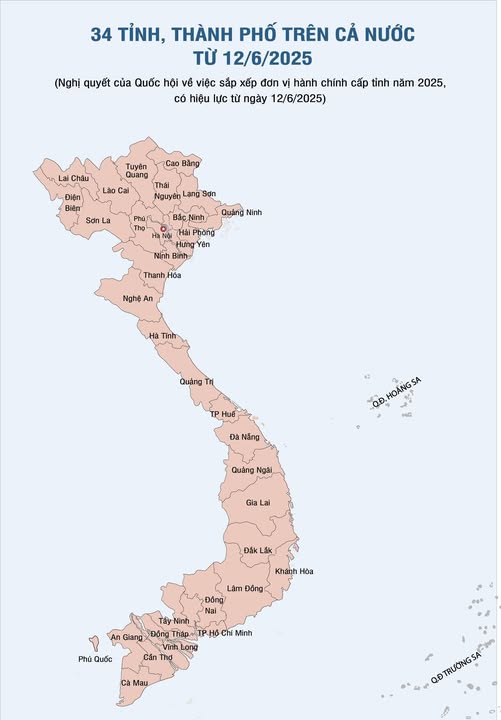 34 TỈNH, THÀNH PHỐ TRÊN CẢ NƯỚC
TỪ 12/6/2025
(Nghị quyết của Quốc hội về việc sắp xếp đơn vị hành chính cấp tỉnh năm 2025,
có hiệu lực từ ngày 12/6/2025)
Cao Bằng
Tuyên
Quang
Lai Châu
Lào Cai
Thái
Nguyên
Lạng Sơn
Điện
Biên
Sơn La
Phú
Thọ
Bắc Ninh
Quảng Ninh
Hà Nội
Hải Phòng
Hưng Yên
Ninh Bình
Thanh Hóa
Nghệ An
Hà Tĩnh
Quảng Trị
Q.Đ. HOÀNG SA
TP Huế
Đà Nẵng
Quảng Ngãi
Gia Lai
Đắk Lắk
Khánh Hòa
Lâm Đồng
Đồng
Nai
Tây Ninh
TP Hồ Chí Minh
An Giang
Đồng Tháp
Vĩnh Long
Phú Quốc
Cần Thơ
Cà Mau
Q.Đ TRƯỜNG SA